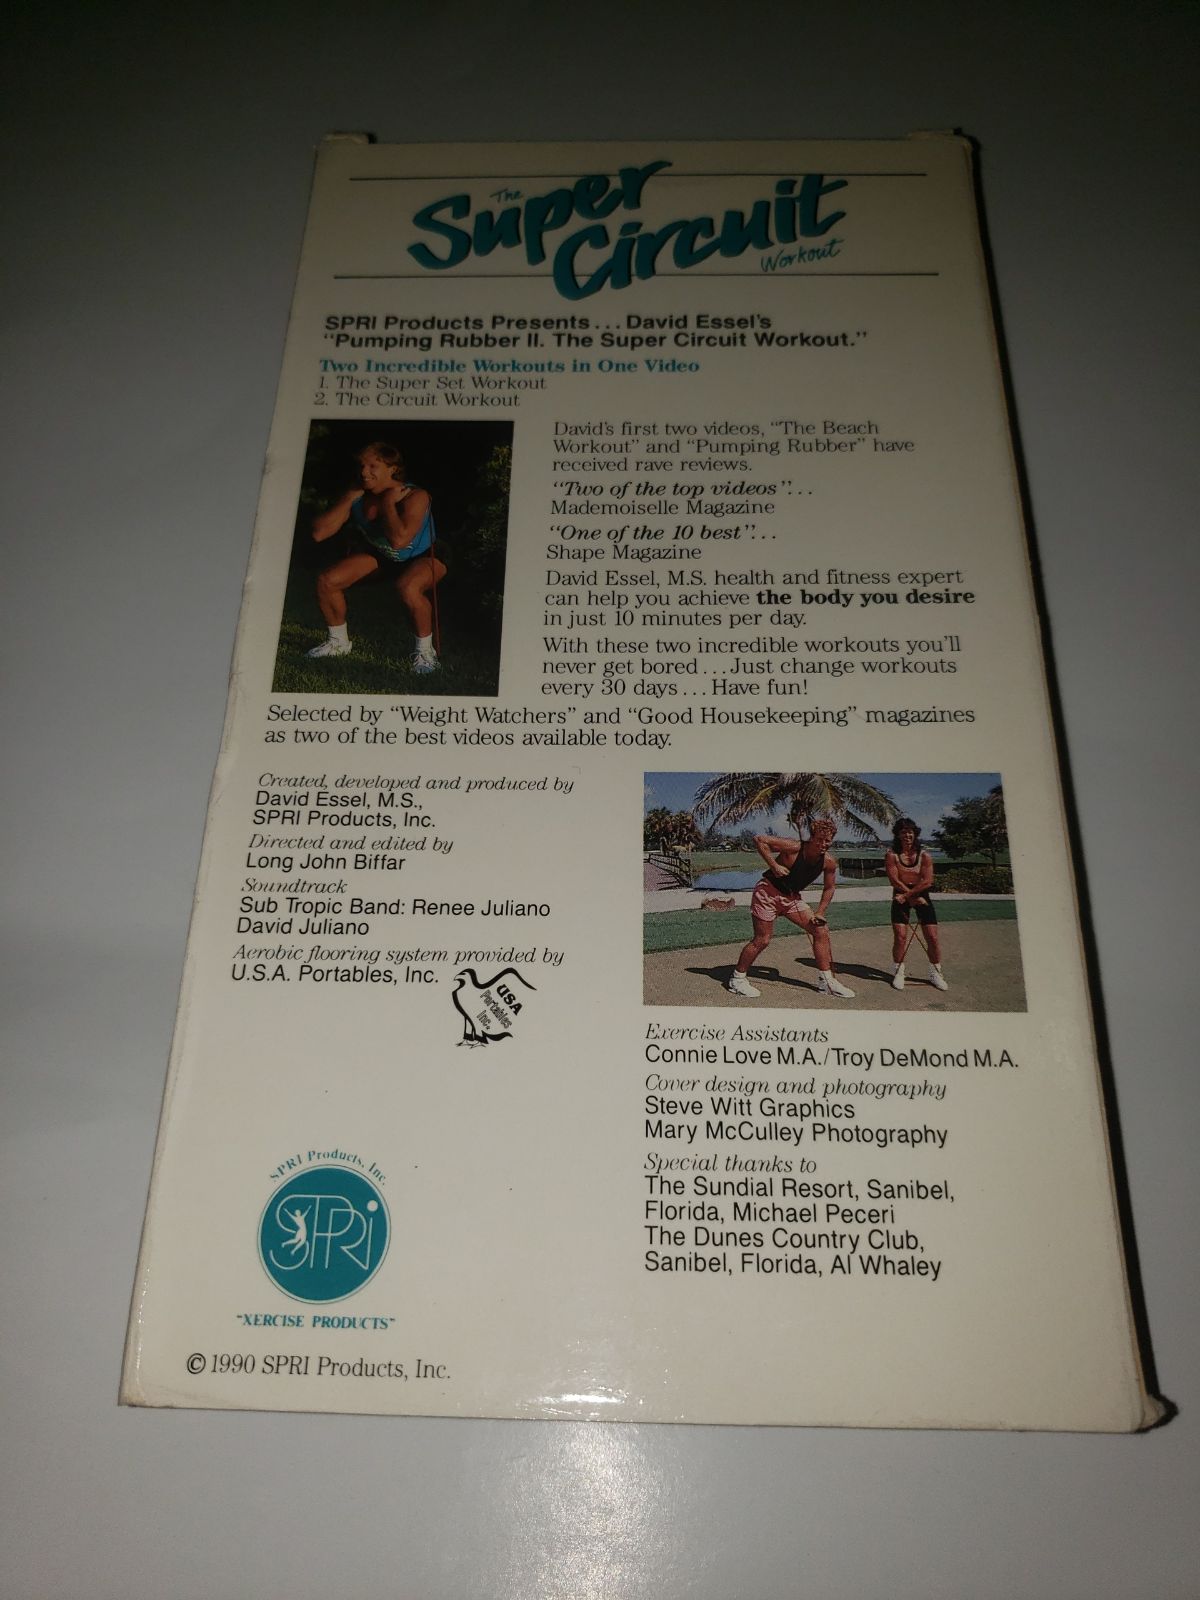 The Super Circuit Workout
SPRI Products Presents... David Essel's
"Pumping Rubber II. The Super Circuit Workout."
Two Incredible Workouts in One Video
1. The Super Set Workout
2. The Circuit Workout
David's first two videos, "The Beach
Workout" and "Pumping Rubber" have
received rave reviews.
"Two of the top videos"...
Mademoiselle Magazine
"One of the 10 best"...
Shape Magazine
David Essel, M.S. health and fitness expert
can help you achieve the body you desire
in just 10 minutes per day.
With these two incredible workouts you'll
never get bored...Just change workouts
every 30 days...Have fun!
Selected by "Weight Watchers" and "Good Housekeeping" magazines
as two of the best videos available today.
Created, developed and produced by
David Essel, M.S.,
SPRI Products, Inc.
Directed and edited by
Long John Biffar
Soundtrack
Sub Tropic Band: Renee Juliano
David Juliano
Aerobic flooring system provided by
U.S.A. Portables, Inc.
USA
Portables
Inc.
Exercise Assistants
Connie Love M.A./Troy DeMond M.A.
Cover design and photography
Steve Witt Graphics
Mary McCulley Photography
Special thanks to
The Sundial Resort, Sanibel,
Florida, Michael Peceri
The Dunes Country Club,
Sanibel, Florida, Al Whaley
SPRI Products, Inc.
SPRI
"XERCISE PRODUCTS"
© 1990 SPRI Products, Inc.